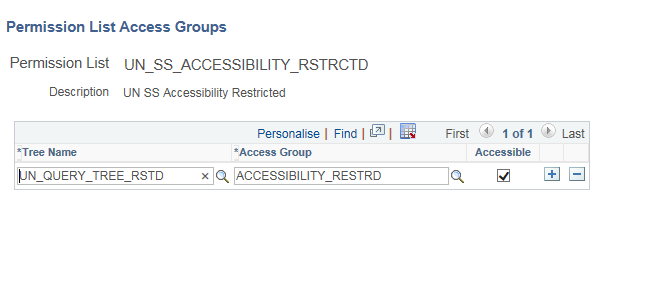 Permission List Access Groups
Permission List UN_SS_ACCESSIBILITY_RSTRCTD
Description UN SS Accessibility Restricted
Personalise | Find | | First 1 of 1 Last
*Tree Name *Access Group Accessible
UN_QUERY_TREE_RSTD × ACCESSIBILITY_RESTRD